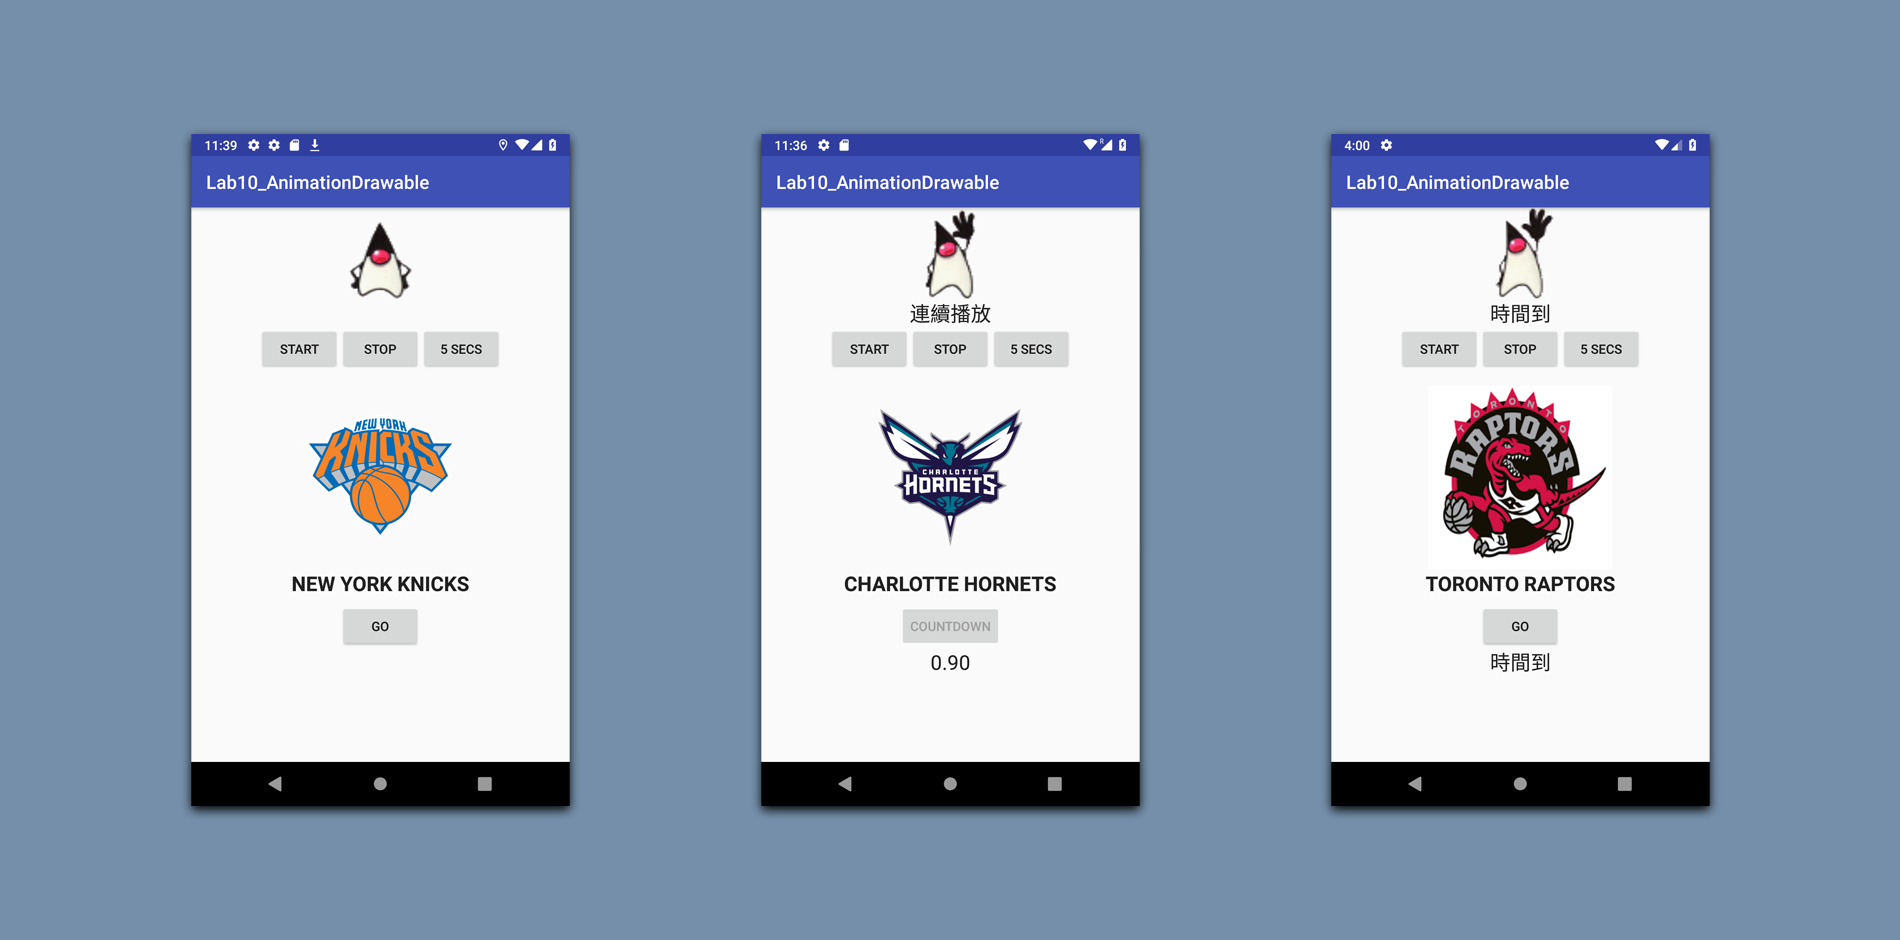 11:39
Lab10_AnimationDrawable
START STOP 5 SECS
NEW YORK
KNICKS
NEW YORK KNICKS
GO
11:36
R
Lab10_AnimationDrawable
連續播放
START STOP 5 SECS
CHARLOTTE
HORNETS
CHARLOTTE HORNETS
COUNTDOWN
0.90
4:00
Lab10_AnimationDrawable
時間到
START STOP 5 SECS
TORONTO
RAPTORS
TORONTO RAPTORS
GO
時間到